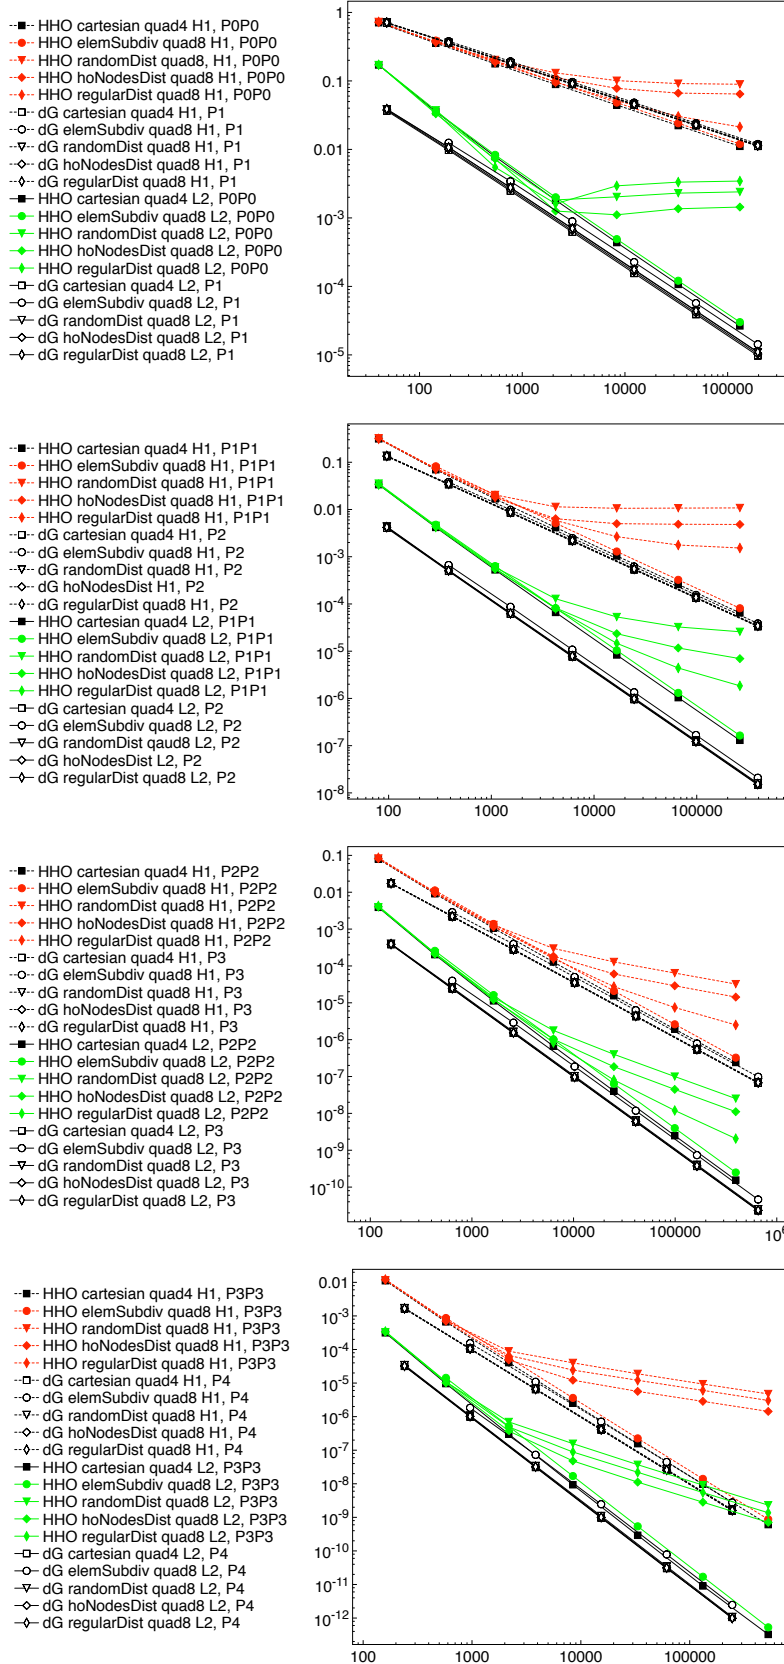 HHO cartesian quad4 H1, P0P0
HHO elemSubdiv quad8 H1, P0P0
HHO randomDist quad8, H1, P0P0
HHO hoNodesDist quad8 H1, P0P0
HHO regularDist quad8 H1, P0P0
dG cartesian quad4 H1, P1
dG elemSubdiv quad8 H1, P1
dG randomDist quad8 H1, P1
dG hoNodesDist quad8 H1, P1
dG regularDist quad8 H1, P1
HHO cartesian quad4 L2, P0P0
HHO elemSubdiv quad8 L2, P0P0
HHO randomDist quad8 L2, P0P0
HHO hoNodesDist quad8 L2, P0P0
HHO regularDist quad8 L2, P0P0
dG cartesian quad4 L2, P1
dG elemSubdiv quad8 L2, P1
dG randomDist quad8 L2, P1
dG hoNodesDist quad8 L2, P1
dG regularDist quad8 L2, P1
1
0.1
0.01
10⁻³
10⁻⁴
10⁻⁵
100 1000 10000 100000
HHO cartesian quad4 H1, P1P1
HHO elemSubdiv quad8 H1, P1P1
HHO randomDist quad8 H1, P1P1
HHO hoNodesDist quad8 H1, P1P1
HHO regularDist quad8 H1, P1P1
dG cartesian quad4 H1, P2
dG elemSubdiv quad8 H1, P2
dG randomDist quad8 H1, P2
dG hoNodesDist H1, P2
dG regularDist quad8 H1, P2
HHO cartesian quad4 L2, P1P1
HHO elemSubdiv quad8 L2, P1P1
HHO randomDist quad8 L2, P1P1
HHO hoNodesDist quad8 L2, P1P1
HHO regularDist quad8 L2, P1P1
dG cartesian quad4 L2, P2
dG elemSubdiv quad8 L2, P2
dG randomDist qaud8 L2, P2
dG hoNodesDist L2, P2
dG regularDist quad8 L2, P2
0.1
0.01
10⁻³
10⁻⁴
10⁻⁵
10⁻⁶
10⁻⁷
10⁻⁸
100 1000 10000 100000
HHO cartesian quad4 H1, P2P2
HHO elemSubdiv quad8 H1, P2P2
HHO randomDist quad8 H1, P2P2
HHO hoNodesDist quad8 H1, P2P2
HHO regularDist quad8 H1, P2P2
dG cartesian quad4 H1, P3
dG elemSubdiv quad8 H1, P3
dG randomDist quad8 H1, P3
dG hoNodesDist quad8 H1, P3
dG regularDist quad8 H1, P3
HHO cartesian quad4 L2, P2P2
HHO elemSubdiv quad8 L2, P2P2
HHO randomDist quad8 L2, P2P2
HHO hoNodesDist quad8 L2, P2P2
HHO regularDist quad8 L2, P2P2
dG cartesian quad4 L2, P3
dG elemSubdiv quad8 L2, P3
dG randomDist quad8 L2, P3
dG hoNodesDist quad8 L2, P3
dG regularDist quad8 L2, P3
0.1
0.01
10⁻³
10⁻⁴
10⁻⁵
10⁻⁶
10⁻⁷
10⁻⁸
10⁻⁹
10⁻¹⁰
100 1000 10000 100000
HHO cartesian quad4 H1, P3P3
HHO elemSubdiv quad8 H1, P3P3
HHO randomDist quad8 H1, P3P3
HHO hoNodesDist quad8 H1, P3P3
HHO regularDist quad8 H1, P3P3
dG cartesian quad4 H1, P4
dG elemSubdiv quad8 H1, P4
dG randomDist quad8 H1, P4
dG hoNodesDist quad8 H1, P4
dG regularDist quad8 H1, P4
HHO cartesian quad4 L2, P3P3
HHO elemSubdiv quad8 L2, P3P3
HHO randomDist quad8 L2, P3P3
HHO hoNodesDist quad8 L2, P3P3
HHO regularDist quad8 L2, P3P3
dG cartesian quad4 L2, P4
dG elemSubdiv quad8 L2, P4
dG randomDist quad8 L2, P4
dG hoNodesDist quad8 L2, P4
dG regularDist quad8 L2, P4
0.01
10⁻³
10⁻⁴
10⁻⁵
10⁻⁶
10⁻⁷
10⁻⁸
10⁻⁹
10⁻¹⁰
10⁻¹¹
10⁻¹²
100 1000 10000 100000